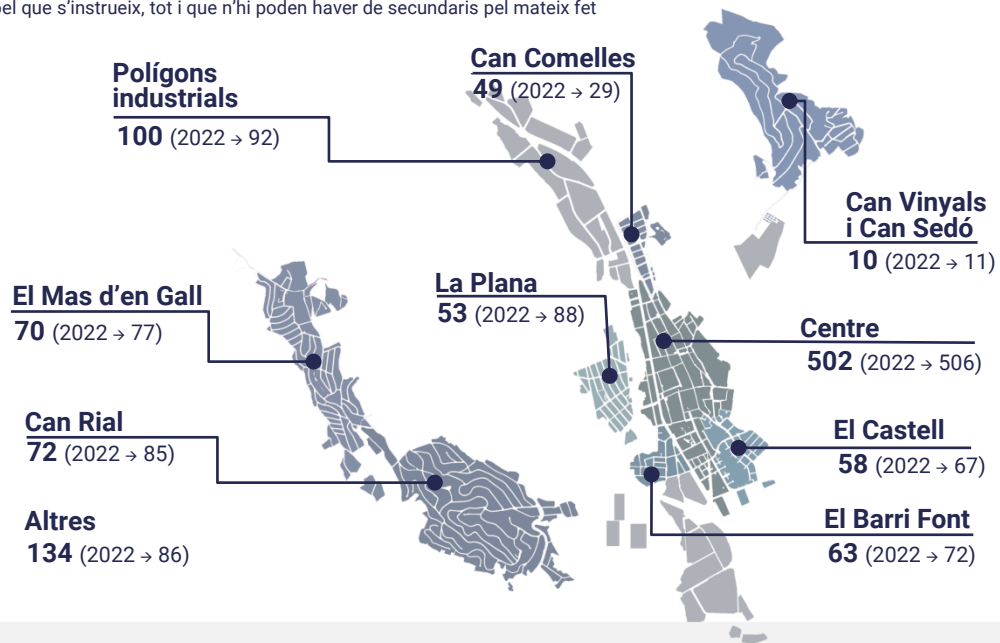 pel que s’instrueix, tot i que n’hi poden haver de secundaris pel mateix fet
Polígons
industrials
100 (2022 → 92)
Can Comelles
49 (2022 → 29)
Can Vinyals
i Can Sedó
10 (2022 → 11)
El Mas d’en Gall
70 (2022 → 77)
La Plana
53 (2022 → 88)
Centre
502 (2022 → 506)
Can Rial
72 (2022 → 85)
El Castell
58 (2022 → 67)
Altres
134 (2022 → 86)
El Barri Font
63 (2022 → 72)